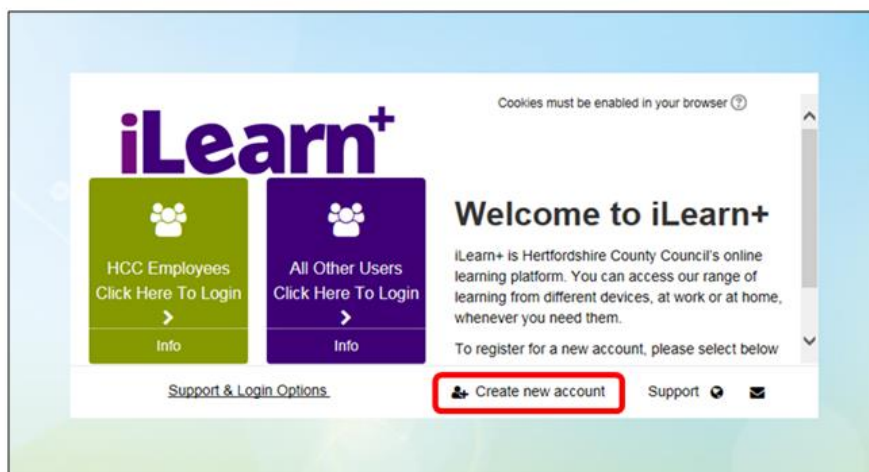 Cookies must be enabled in your browser ?
iLearn+
HCC Employees
Click Here To Login
Info
All Other Users
Click Here To Login
Info
Welcome to iLearn+
iLearn+ is Hertfordshire County Council's online
learning platform. You can access our range of
learning from different devices, at work or at home,
whenever you need them.
To register for a new account, please select below
Support & Login Options
Create new account
Support